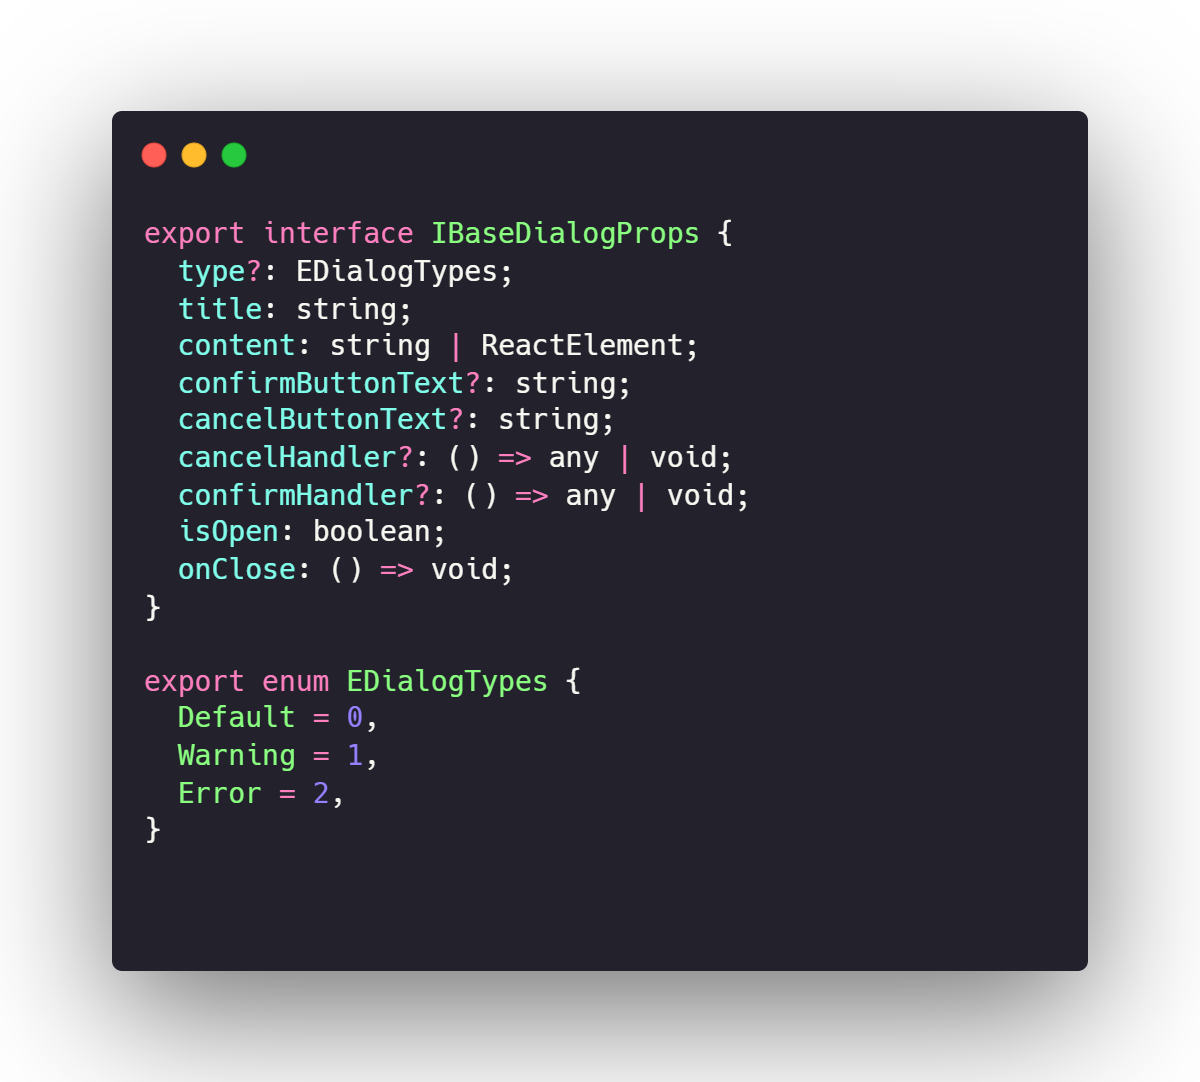 export interface IBaseDialogProps {
  type?: EDialogTypes;
  title: string;
  content: string | ReactElement;
  confirmButtonText?: string;
  cancelButtonText?: string;
  cancelHandler?: () => any | void;
  confirmHandler?: () => any | void;
  isOpen: boolean;
  onClose: () => void;
}

export enum EDialogTypes {
  Default = 0,
  Warning = 1,
  Error = 2,
}